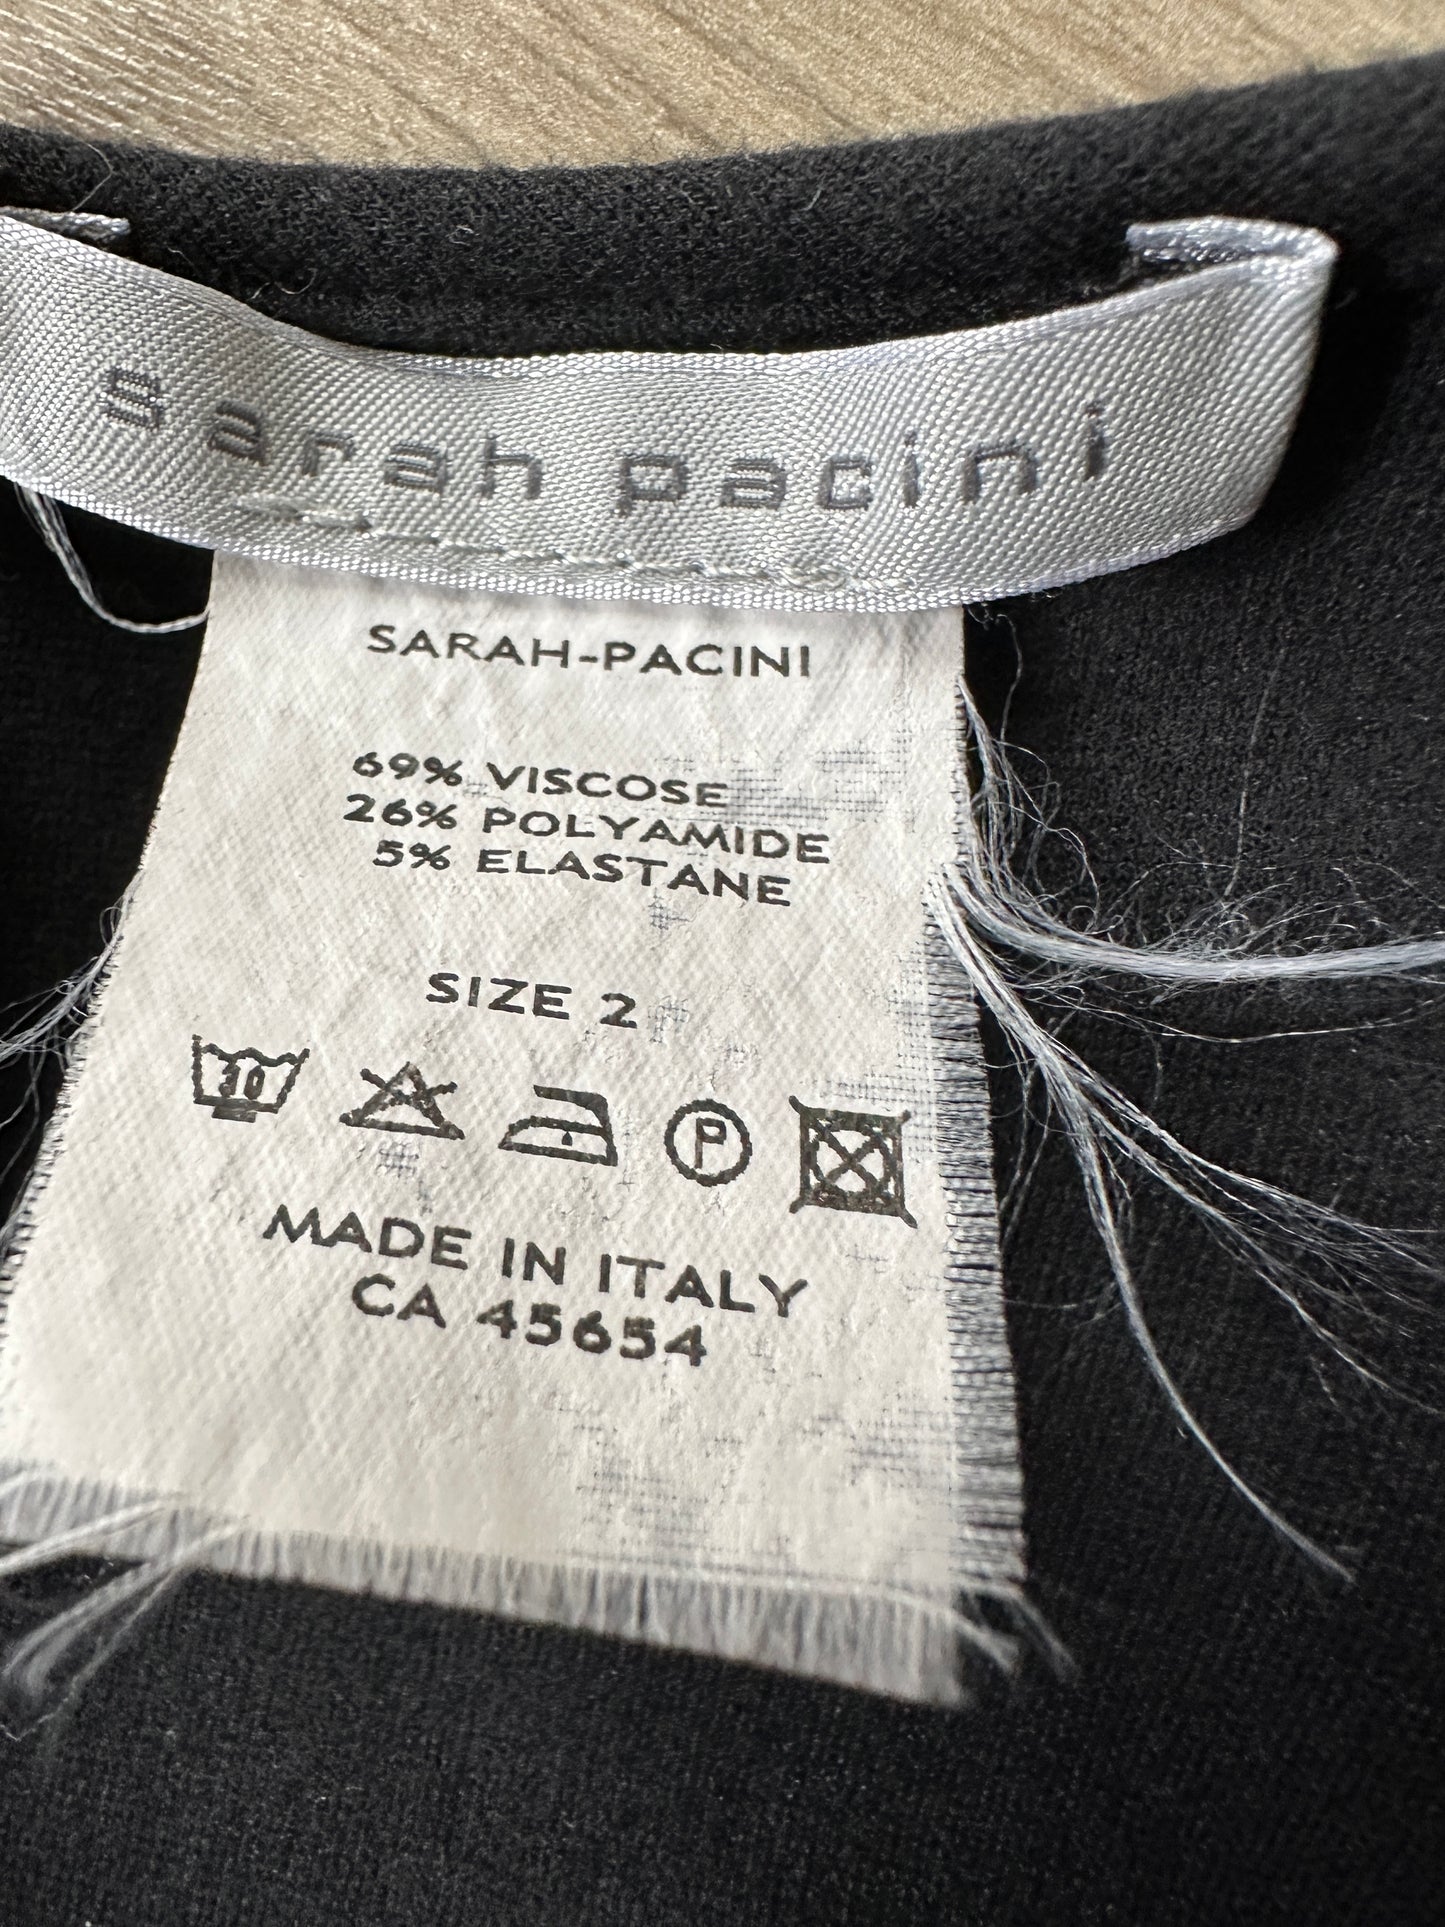 sarah pacini
SARAH-PACINI
69% VISCOSE
26% POLYAMIDE
5% ELASTANE
SIZE 2
30
P
MADE IN ITALY
CA 45654